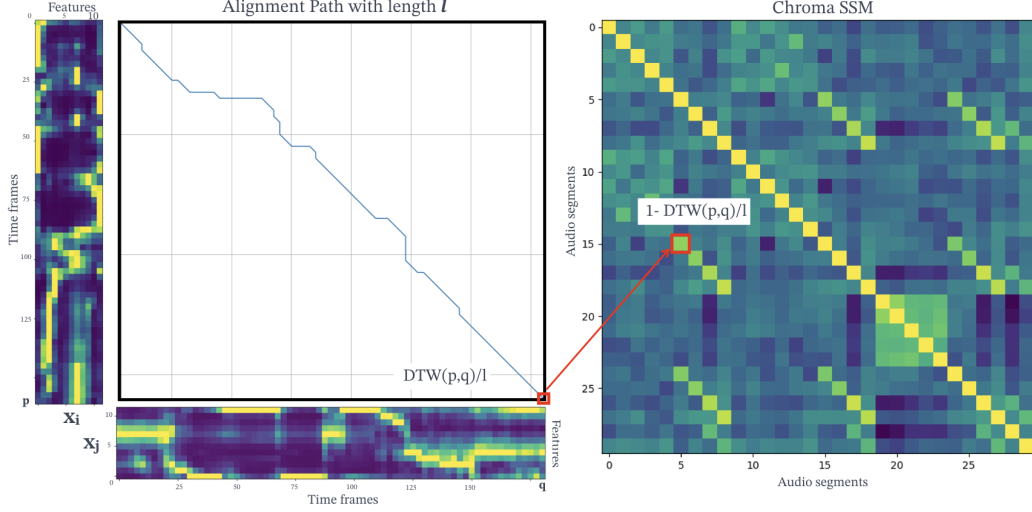 Features
0 5 10
0
25
50
75
100
125
p
Time frames
X_i
Alignment Path with length l
DTW(p,q)/l
X_j
10
5
0
25 50 75 100 125 150
q
Time frames
Features
Chroma SSM
0
5
10
15
20
25
Audio segments
1- DTW(p,q)/l
0 5 10 15 20 25
Audio segments